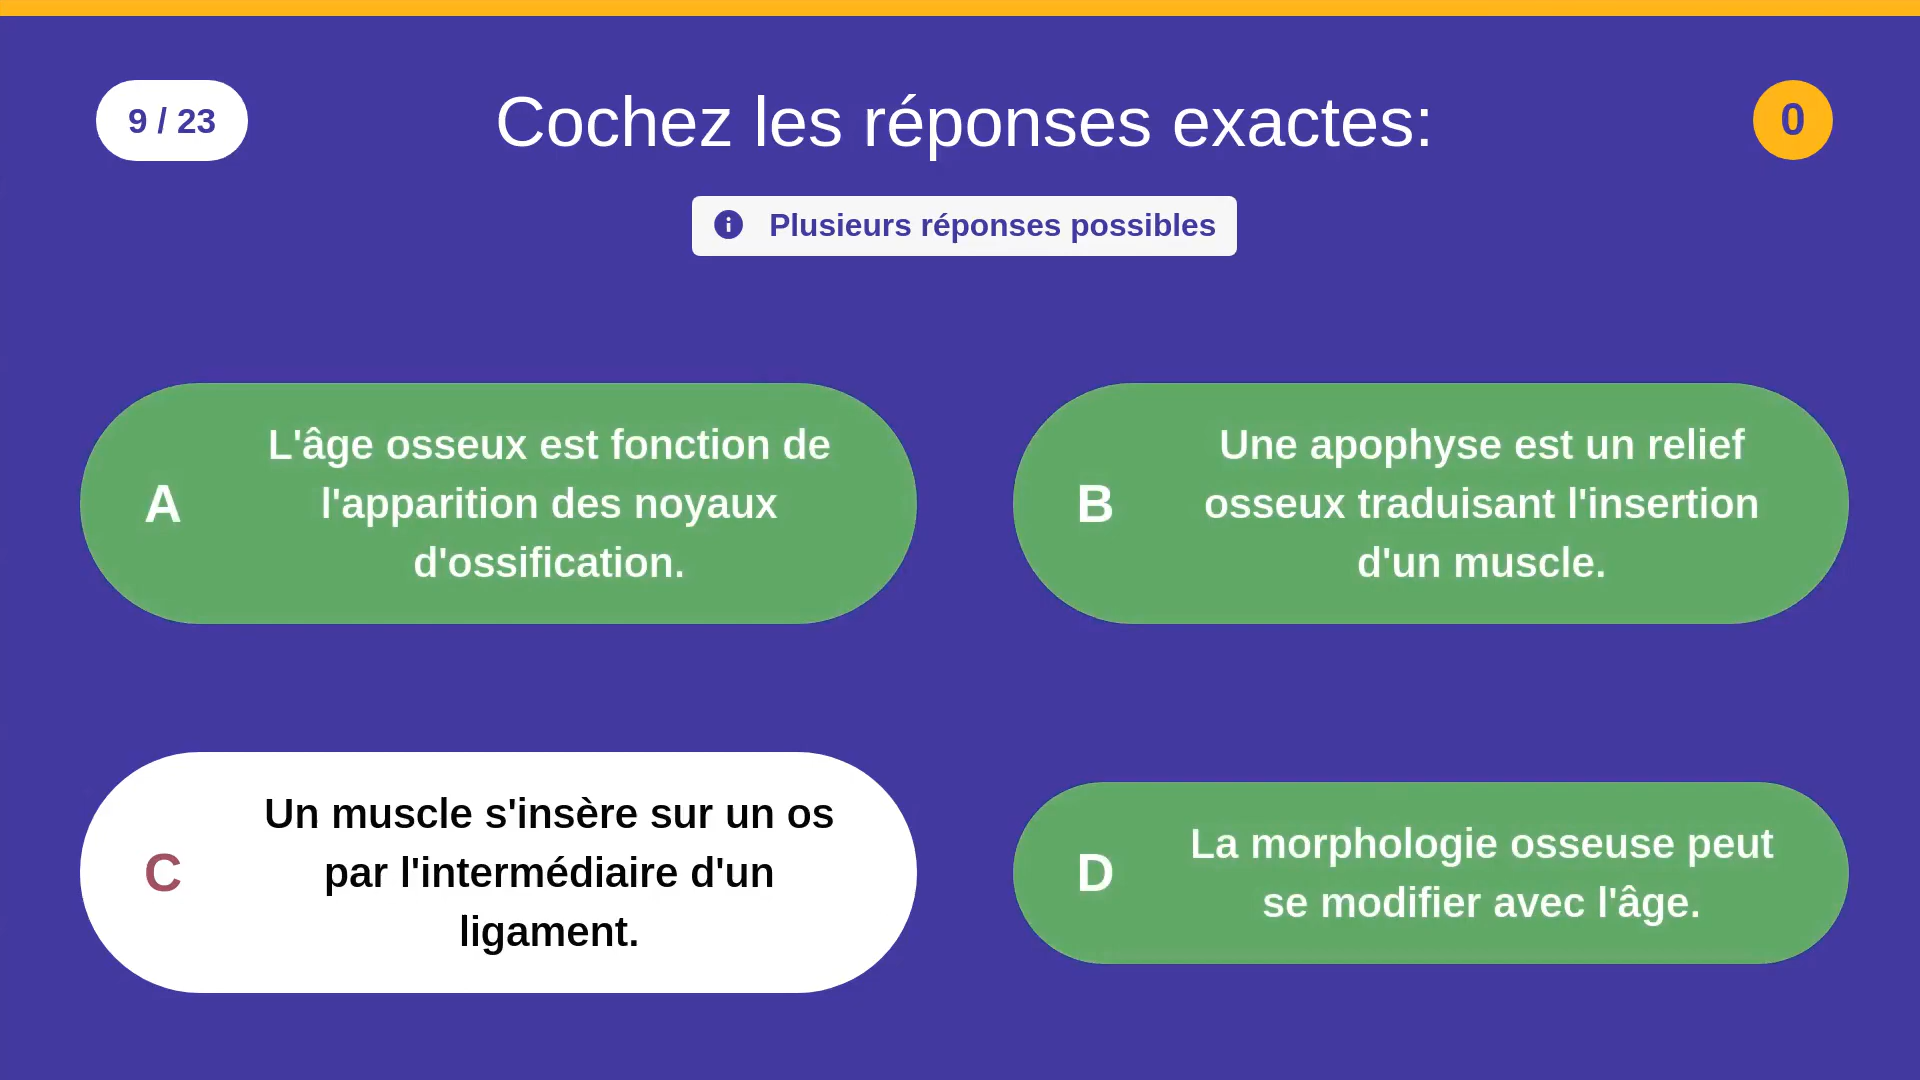 9 / 23
Cochez les réponses exactes:
0
Plusieurs réponses possibles
A
L'âge osseux est fonction de
l'apparition des noyaux
d'ossification.
B
Une apophyse est un relief
osseux traduisant l'insertion
d'un muscle.
C
Un muscle s'insère sur un os
par l'intermédiaire d'un
ligament.
D
La morphologie osseuse peut
se modifier avec l'âge.